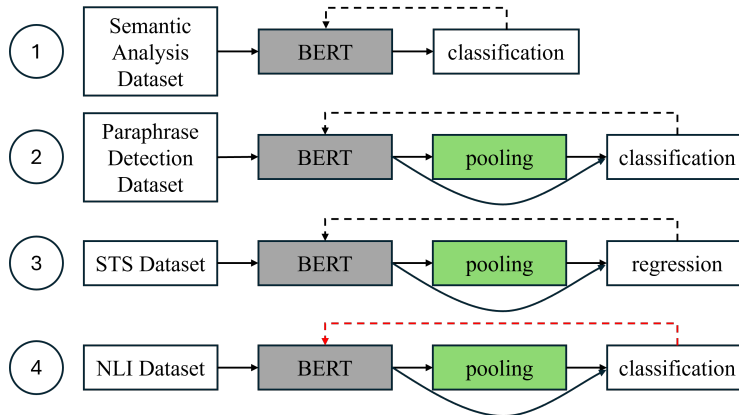 1
Semantic
Analysis
Dataset
BERT
classification
2
Paraphrase
Detection
Dataset
BERT
pooling
classification
3
STS Dataset
BERT
pooling
regression
4
NLI Dataset
BERT
pooling
classification